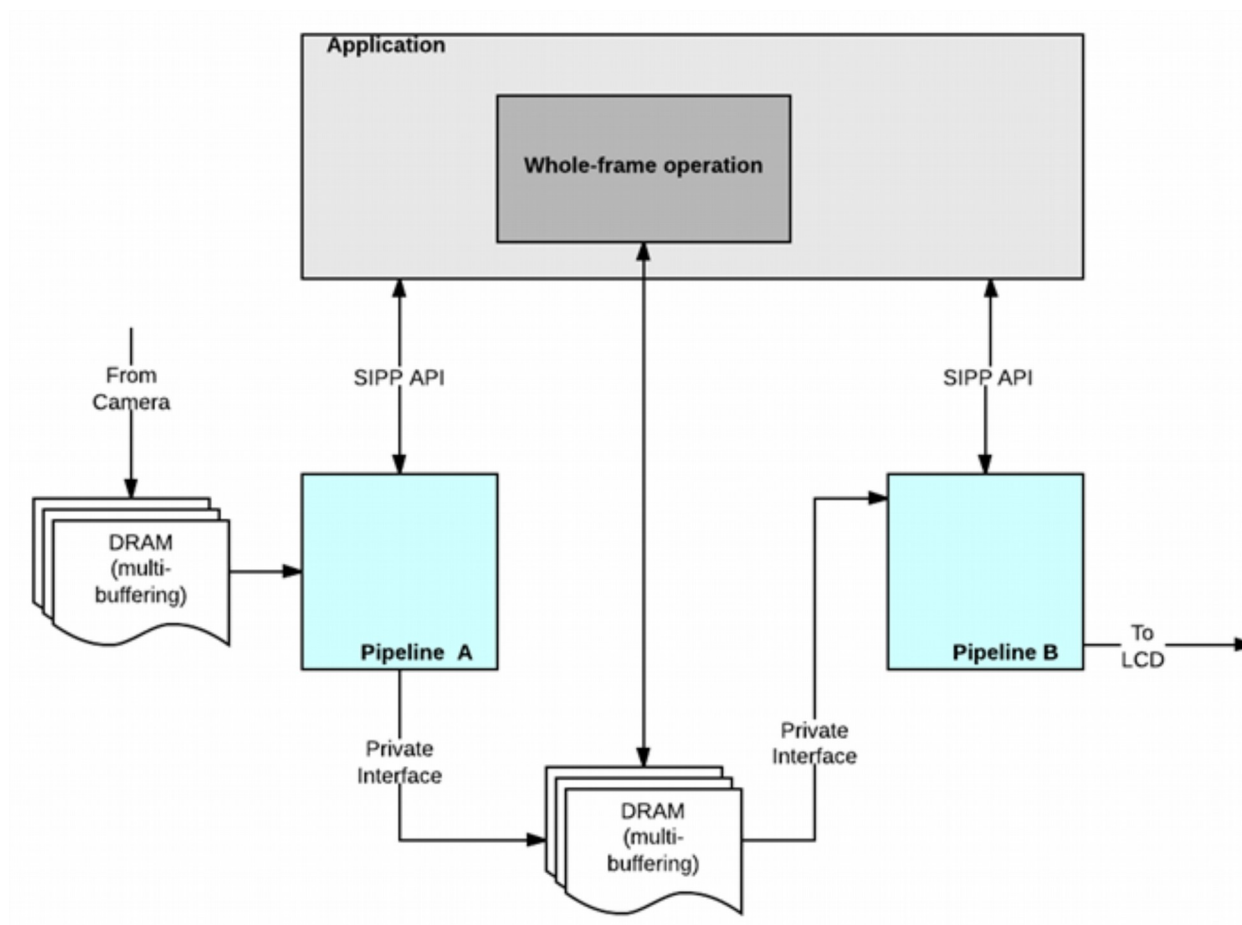 Application
Whole-frame operation
From
Camera
SIPP API
SIPP API
DRAM
(multi-
buffering)
Pipeline A
Pipeline B
To
LCD
Private
Interface
Private
Interface
DRAM
(multi-
buffering)